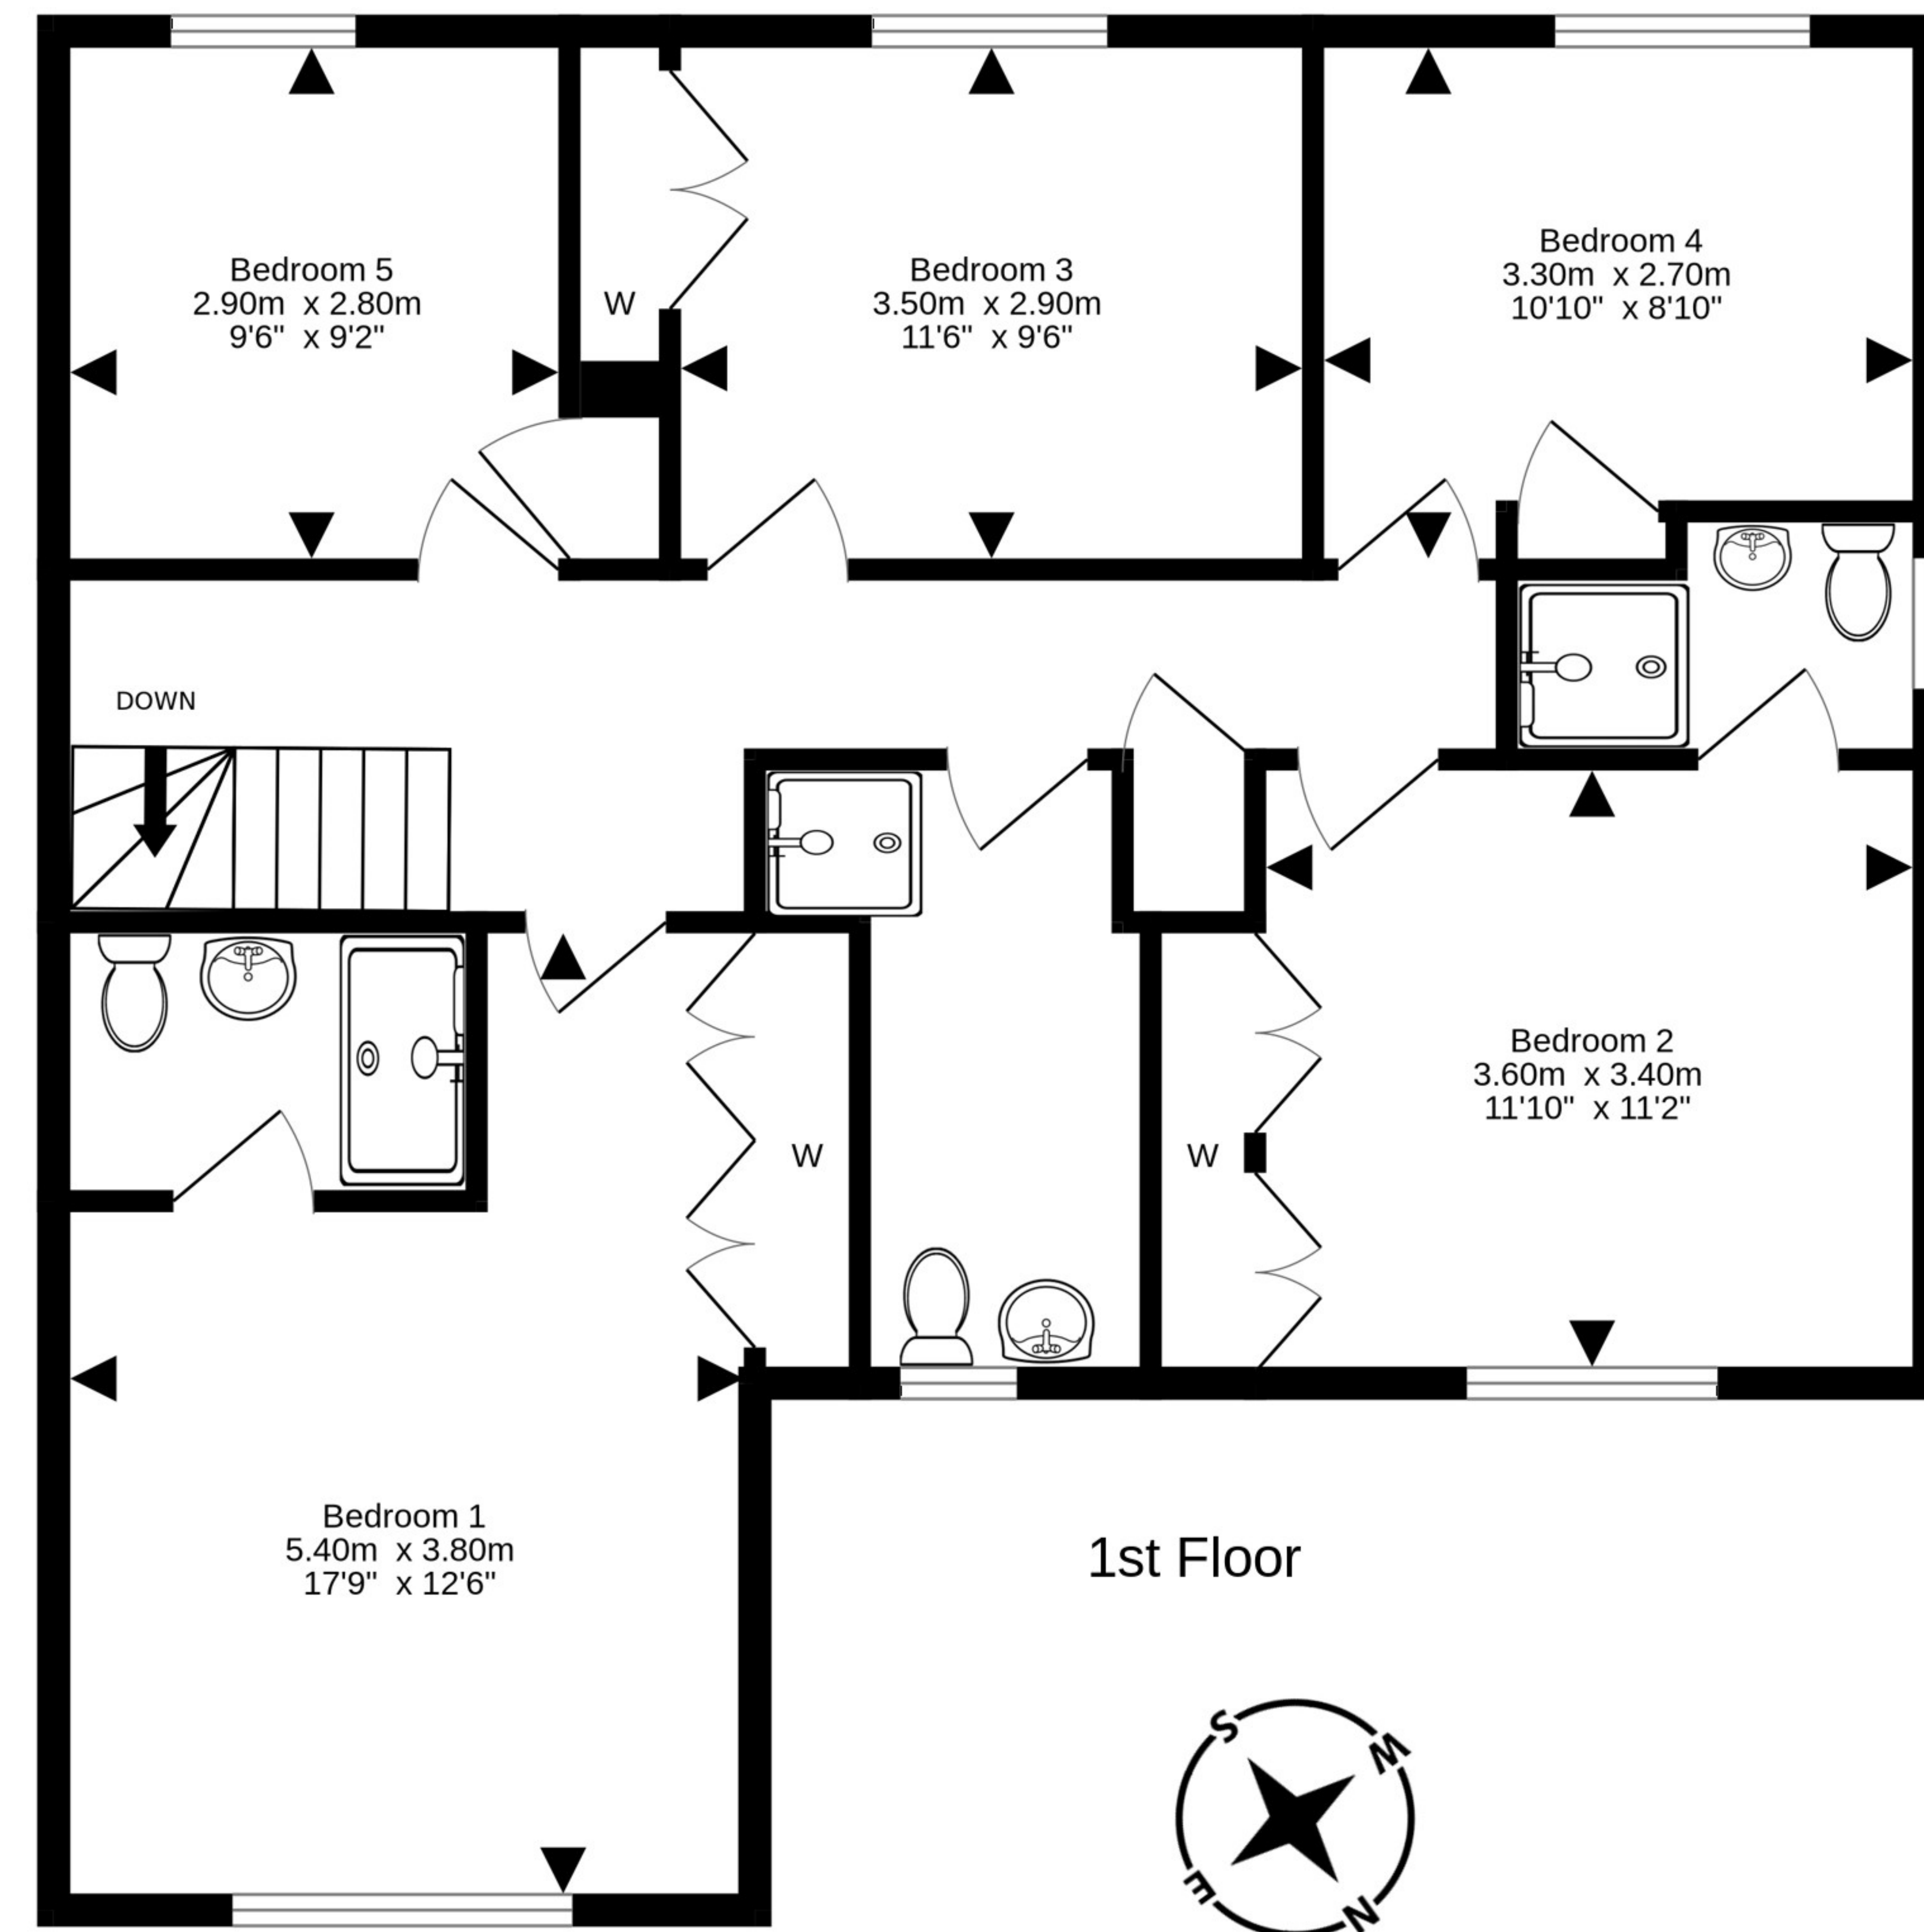 Bedroom 5
2.90m x 2.80m
9'6" x 9'2"
W
Bedroom 3
3.50m x 2.90m
11'6" x 9'6"
Bedroom 4
3.30m x 2.70m
10'10" x 8'10"
DOWN
W
W
Bedroom 2
3.60m x 3.40m
11'10" x 11'2"
Bedroom 1
5.40m x 3.80m
17'9" x 12'6"
1st Floor
S
W
E
N